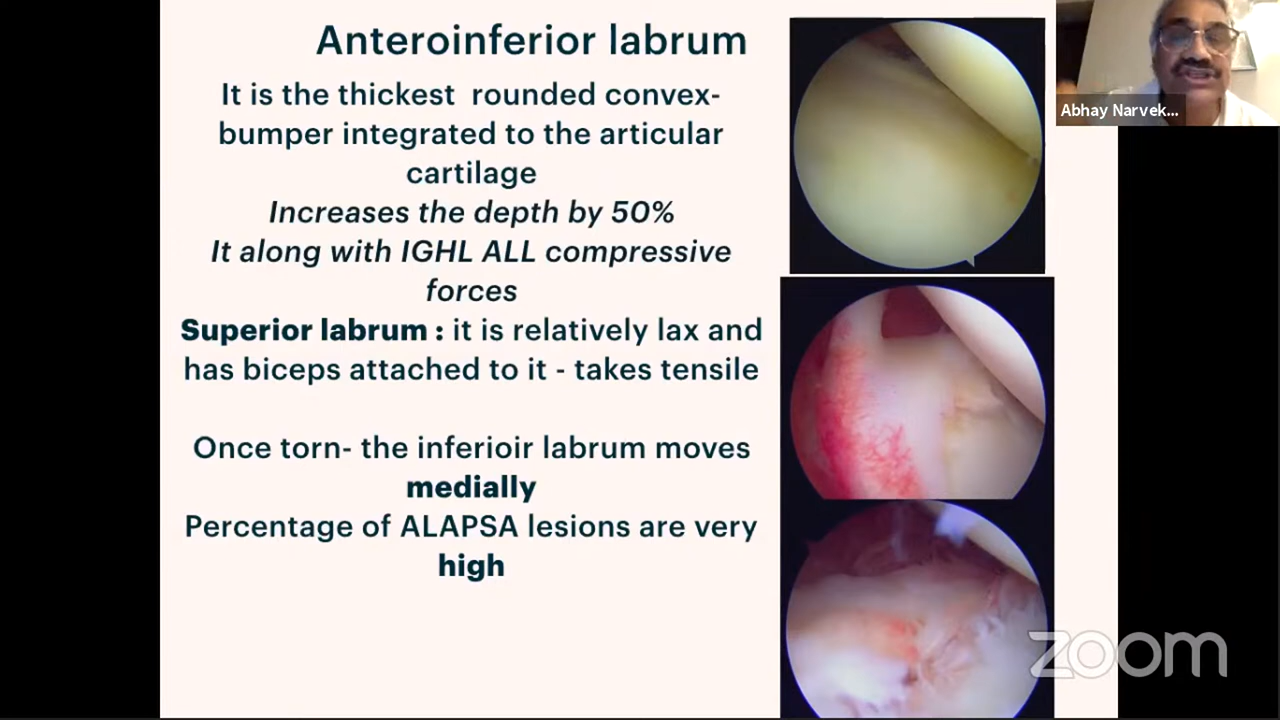 Anteroinferior labrum
It is the thickest rounded convex-
bumper integrated to the articular
cartilage
Increases the depth by 50%
It along with IGHL ALL compressive
forces
Superior labrum : it is relatively lax and
has biceps attached to it - takes tensile
Once torn- the inferioir labrum moves
medially
Percentage of ALAPSA lesions are very
high
Abhay Narvek...
zoom